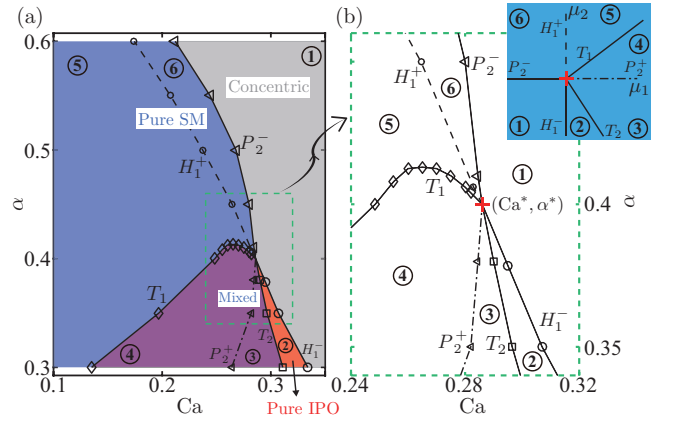 (a)
0.6
0.5
0.4
0.3
α
0.1
0.2
0.3
Ca
⑤
⑥
①
Concentric
Pure SM
H₁⁺
P₂⁻
T₁
Mixed
④
P₂⁺
③
T₂
②
H₁⁻
Pure IPO
(b)
P₂⁻
H₁⁺
⑥
⑤
①
T₁
(Ca*, α*)
④
③
P₂⁺
T₂
②
H₁⁻
0.4
0.35
α
0.24
0.28
0.32
Ca
⑥
μ₂
⑤
H₁⁺
T₁
④
P₂⁻
P₂⁺
μ₁
①
H₁⁻
②
T₂
③